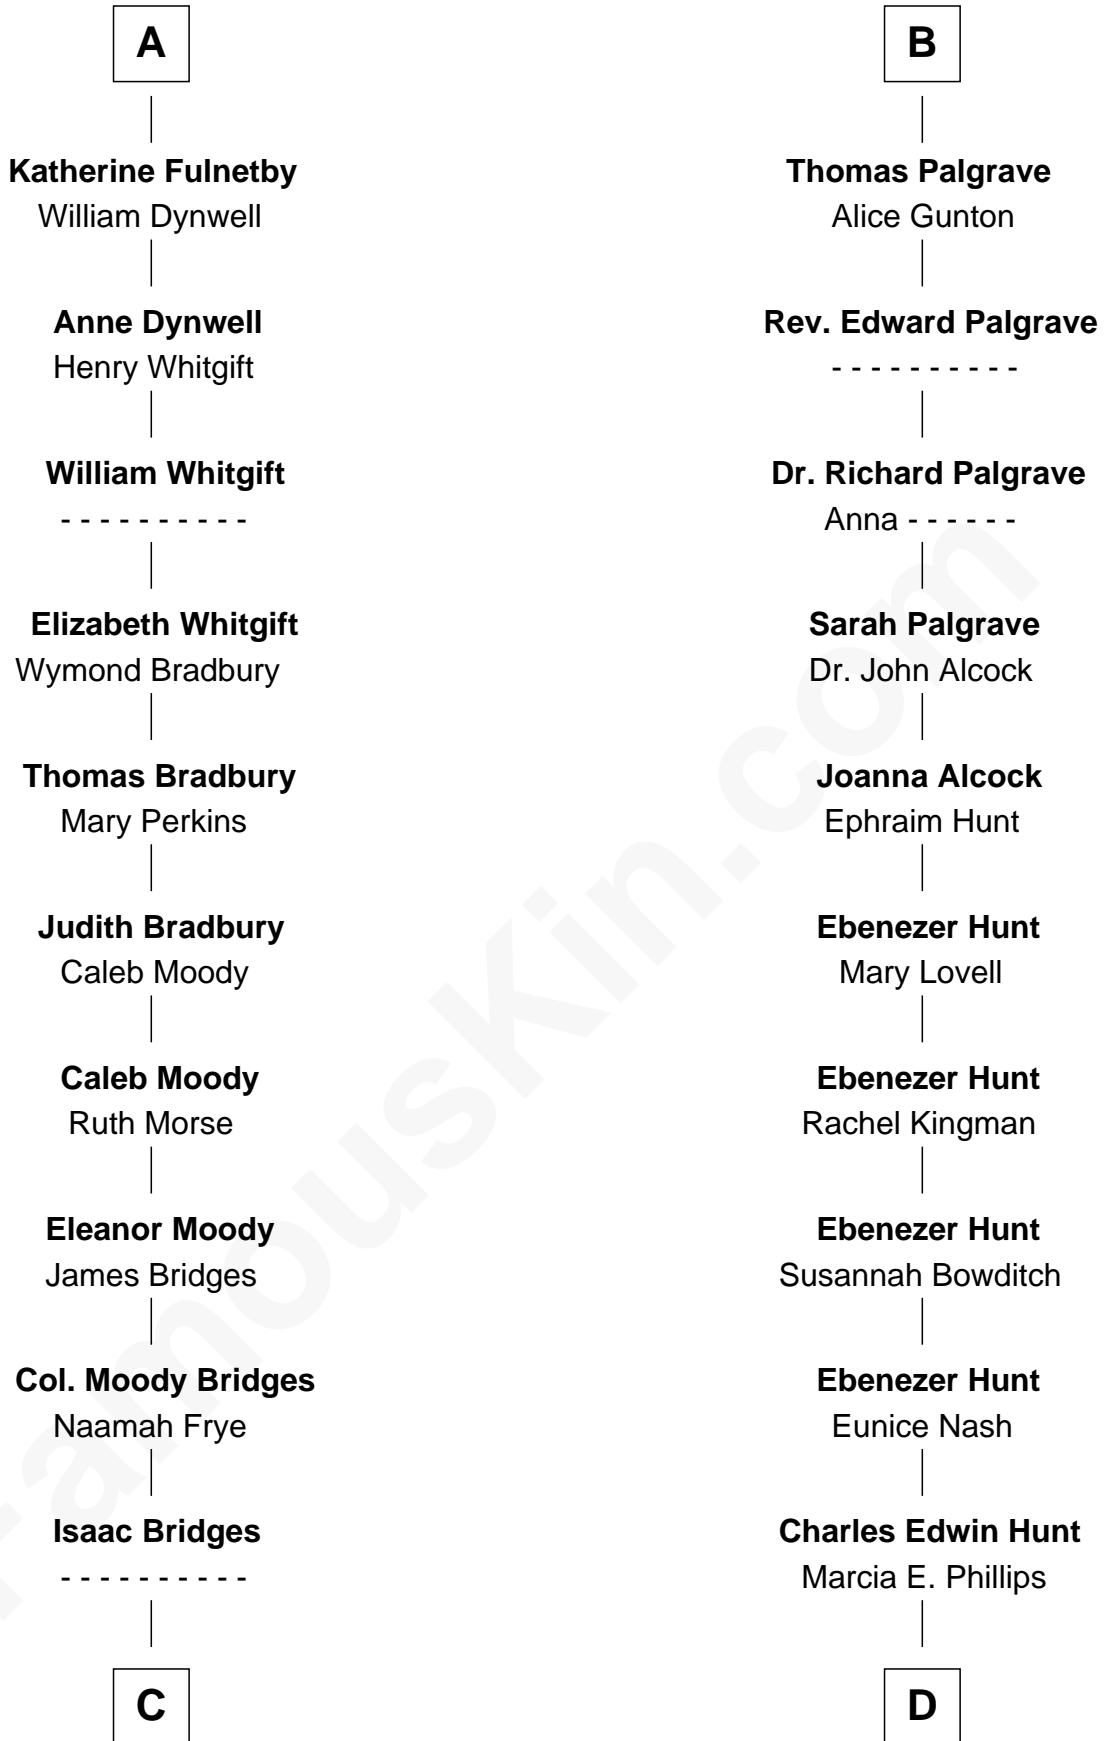 A
Katherine Fulnetby
William Dynwell
Anne Dynwell
Henry Whitgift
William Whitgift
- - - - - - - - - -
Elizabeth Whitgift
Wymond Bradbury
Thomas Bradbury
Mary Perkins
Judith Bradbury
Caleb Moody
Caleb Moody
Ruth Morse
Eleanor Moody
James Bridges
Col. Moody Bridges
Naamah Frye
Isaac Bridges
- - - - - - - - - -
C
B
Thomas Palgrave
Alice Gunton
Rev. Edward Palgrave
- - - - - - - - - -
Dr. Richard Palgrave
Anna - - - - - -
Sarah Palgrave
Dr. John Alcock
Joanna Alcock
Ephraim Hunt
Ebenezer Hunt
Mary Lovell
Ebenezer Hunt
Rachel Kingman
Ebenezer Hunt
Susannah Bowditch
Ebenezer Hunt
Eunice Nash
Charles Edwin Hunt
Marcia E. Phillips
D
FamousKin.com